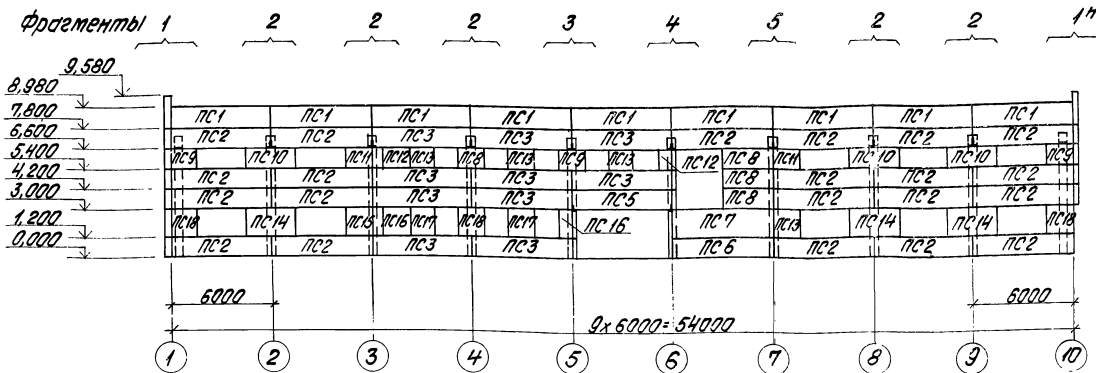 Фрагменты 1 2 2 2 3 4 5 2 2 1н
9,580
8,980
7,800
6,600
5,400
4,200
3,000
1,200
0,000
ПС1 ПС1 ПС1 ПС1 ПС1 ПС1 ПС1 ПС1 ПС1
ПС2 ПС2 ПС3 ПС3 ПС3 ПС2 ПС2 ПС2 ПС2
ПС9 ПС10 ПС11 ПС12 ПС13 ПС8 ПС13 ПС9 ПС13 ПС12 ПС8 ПС11 ПС10 ПС10 ПС9
ПС2 ПС2 ПС3 ПС3 ПС3 ПС8 ПС2 ПС2 ПС2
ПС2 ПС2 ПС3 ПС3 ПС5 ПС8 ПС2 ПС2 ПС2
ПС18 ПС14 ПС15 ПС16 ПС17 ПС18 ПС17 ПС16 ПС7 ПС13 ПС14 ПС14 ПС18
ПС2 ПС2 ПС3 ПС3 ПС6 ПС2 ПС2 ПС2
6000 6000
9х6000=54000
1 2 3 4 5 6 7 8 9 10